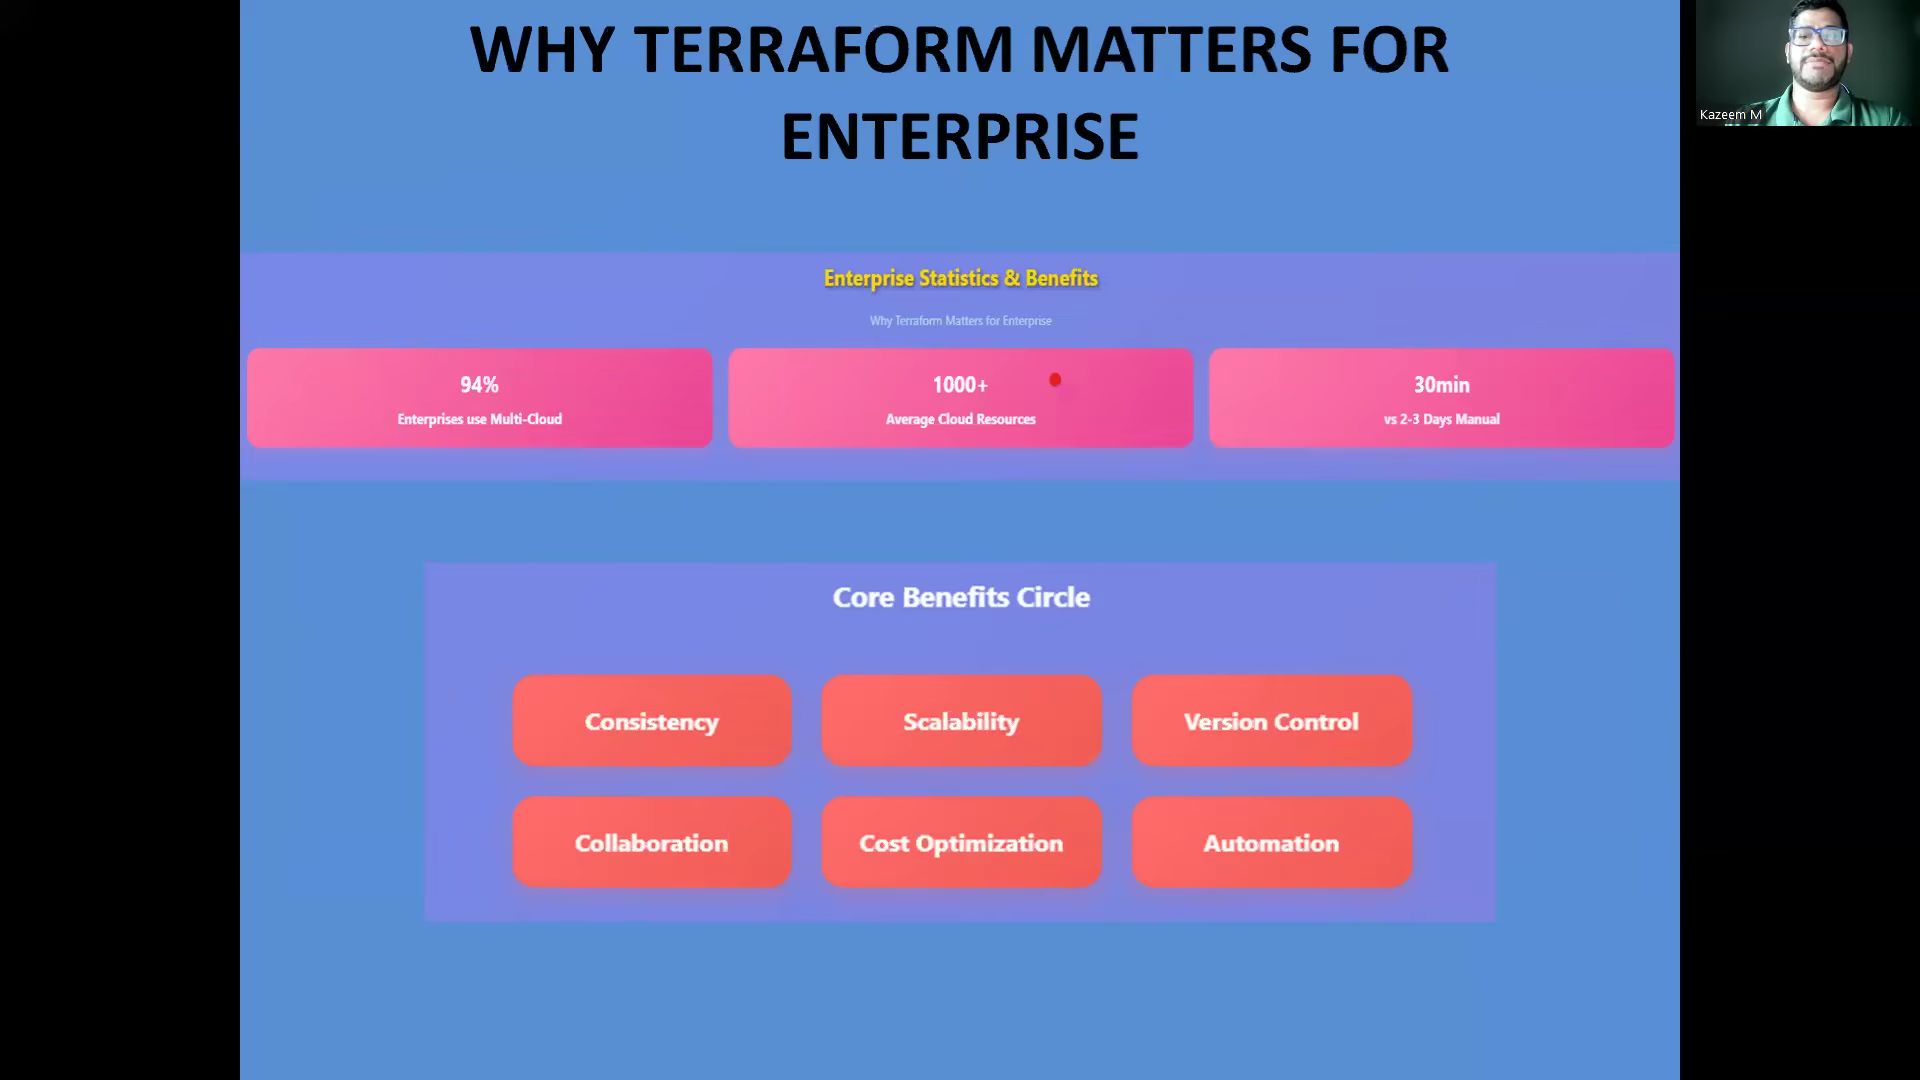 WHY TERRAFORM MATTERS FOR
ENTERPRISE
Kazeem M
Enterprise Statistics & Benefits
Why Terraform Matters for Enterprise
94%
Enterprises use Multi-Cloud
1000+
Average Cloud Resources
30min
vs 2-3 Days Manual
Core Benefits Circle
Consistency
Scalability
Version Control
Collaboration
Cost Optimization
Automation